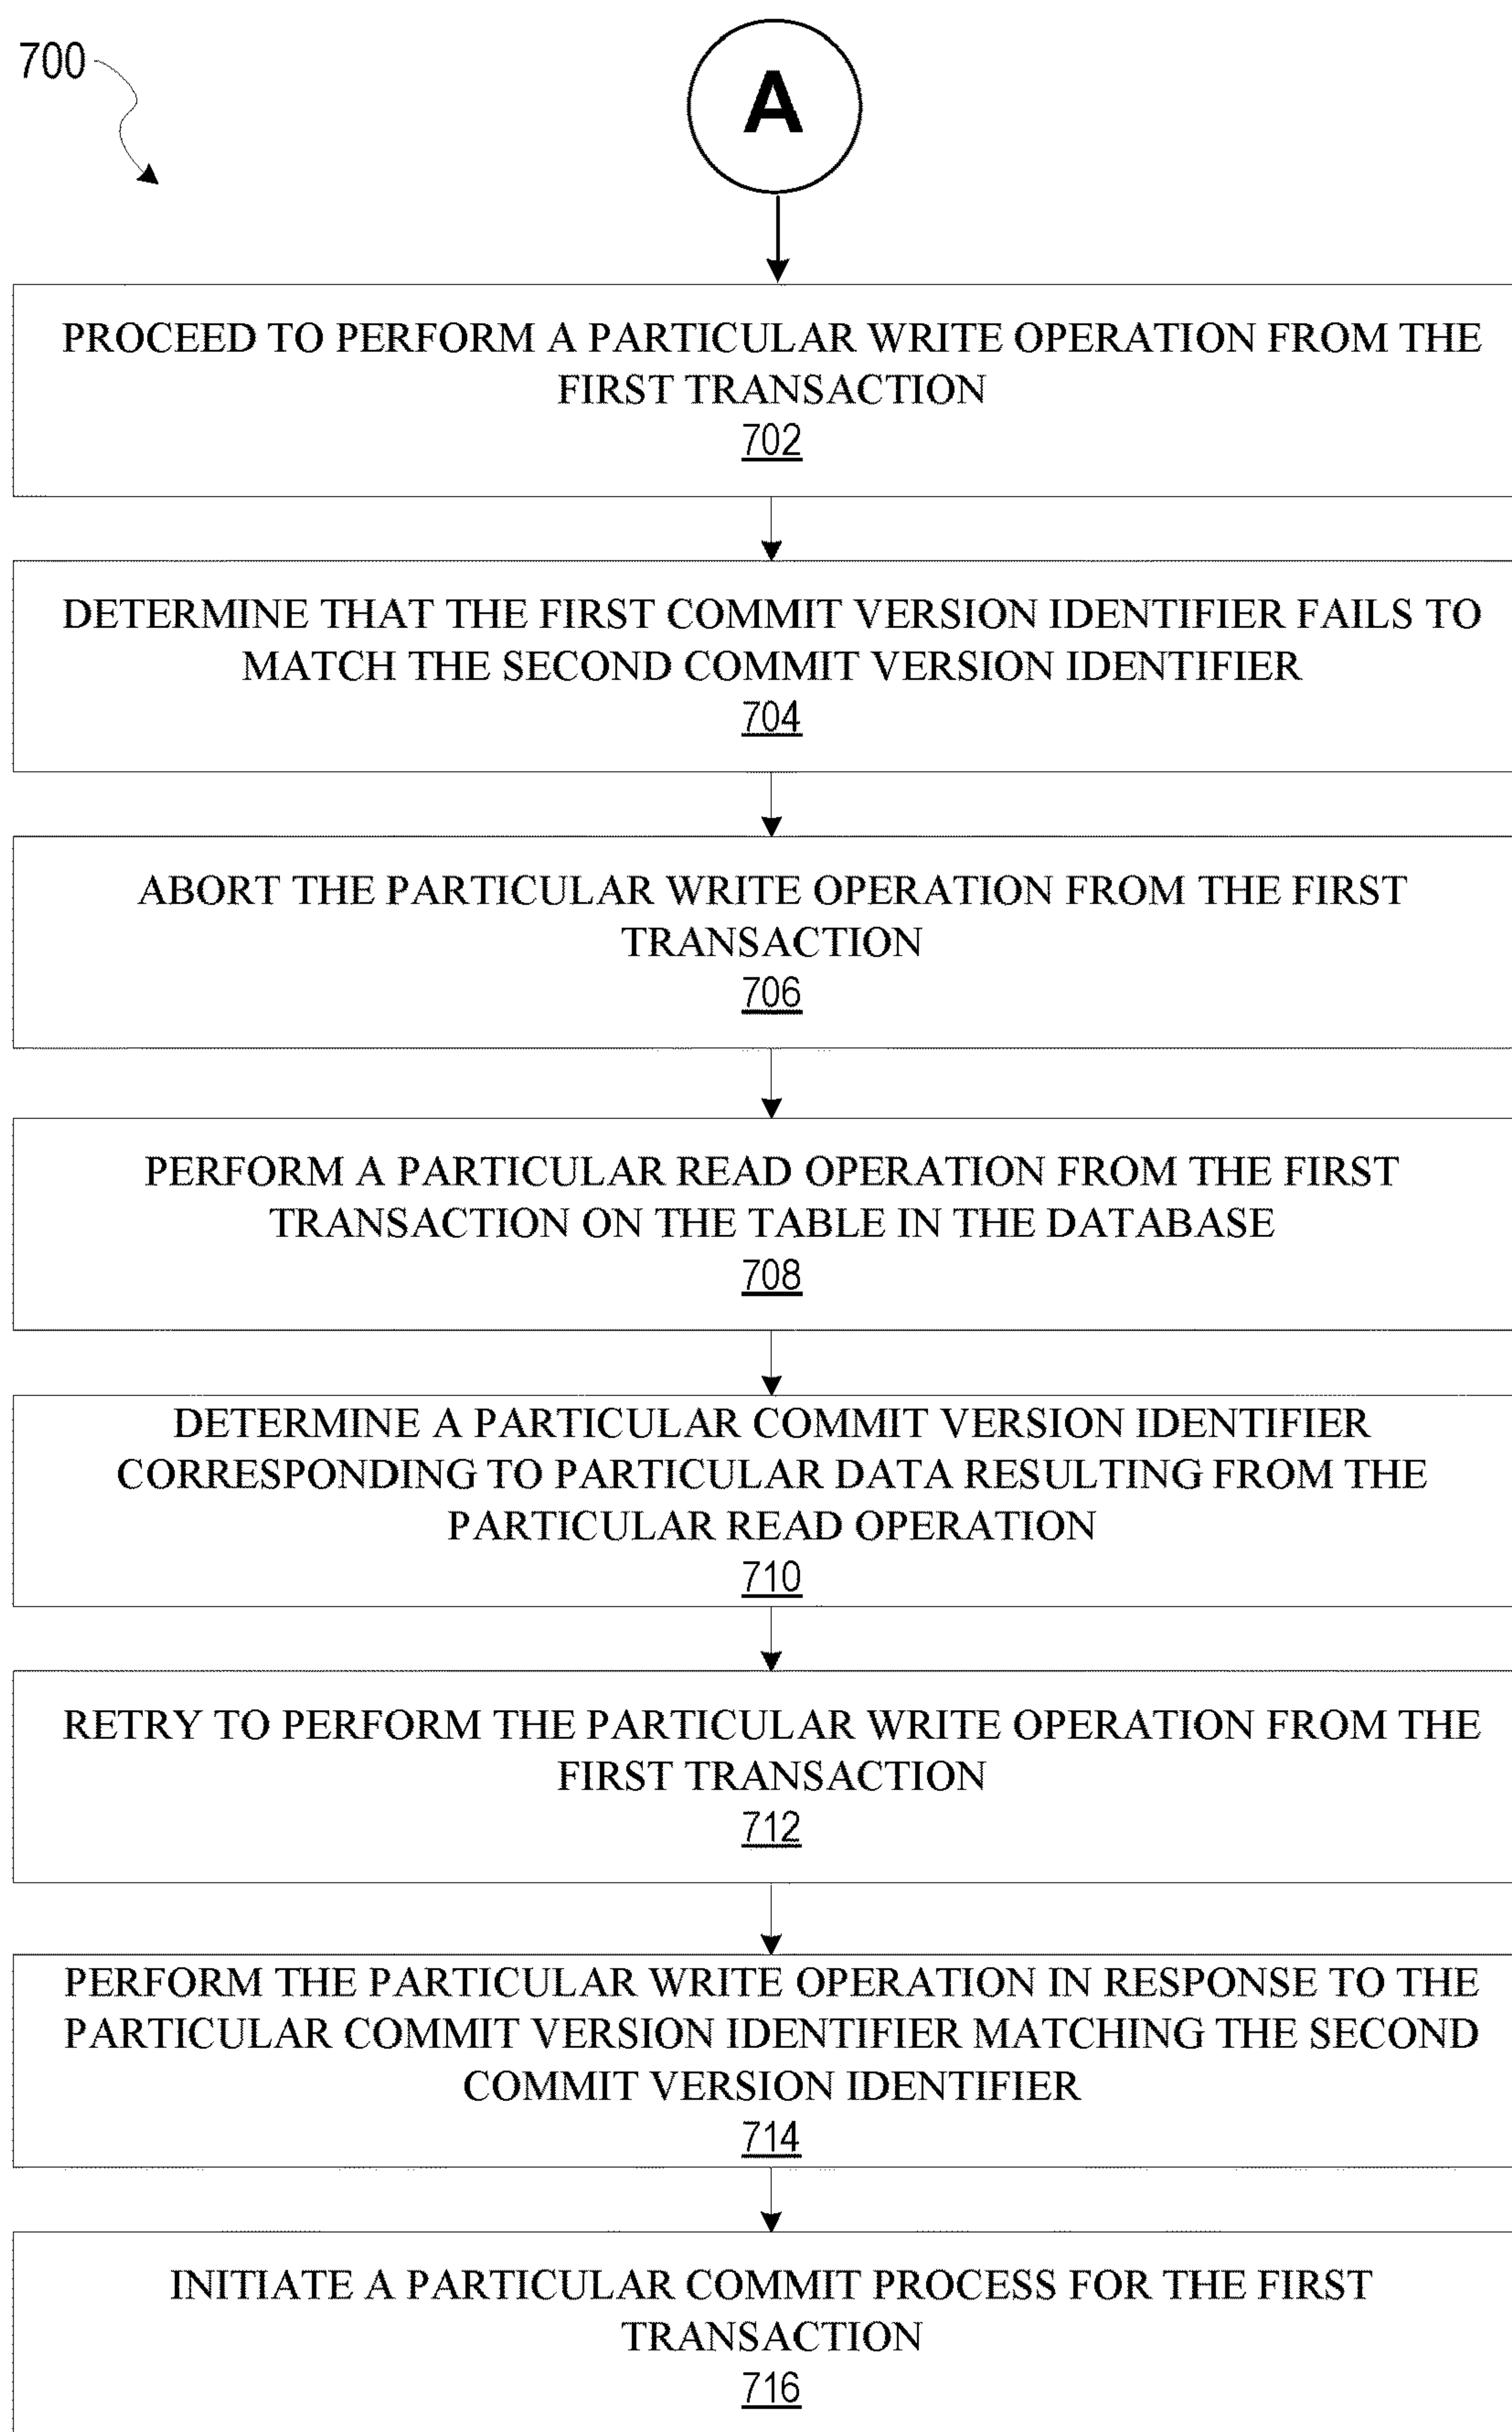 700
A
PROCEED TO PERFORM A PARTICULAR WRITE OPERATION FROM THE
FIRST TRANSACTION
702
DETERMINE THAT THE FIRST COMMIT VERSION IDENTIFIER FAILS TO
MATCH THE SECOND COMMIT VERSION IDENTIFIER
704
ABORT THE PARTICULAR WRITE OPERATION FROM THE FIRST
TRANSACTION
706
PERFORM A PARTICULAR READ OPERATION FROM THE FIRST
TRANSACTION ON THE TABLE IN THE DATABASE
708
DETERMINE A PARTICULAR COMMIT VERSION IDENTIFIER
CORRESPONDING TO PARTICULAR DATA RESULTING FROM THE
PARTICULAR READ OPERATION
710
RETRY TO PERFORM THE PARTICULAR WRITE OPERATION FROM THE
FIRST TRANSACTION
712
PERFORM THE PARTICULAR WRITE OPERATION IN RESPONSE TO THE
PARTICULAR COMMIT VERSION IDENTIFIER MATCHING THE SECOND
COMMIT VERSION IDENTIFIER
714
INITIATE A PARTICULAR COMMIT PROCESS FOR THE FIRST
TRANSACTION
716